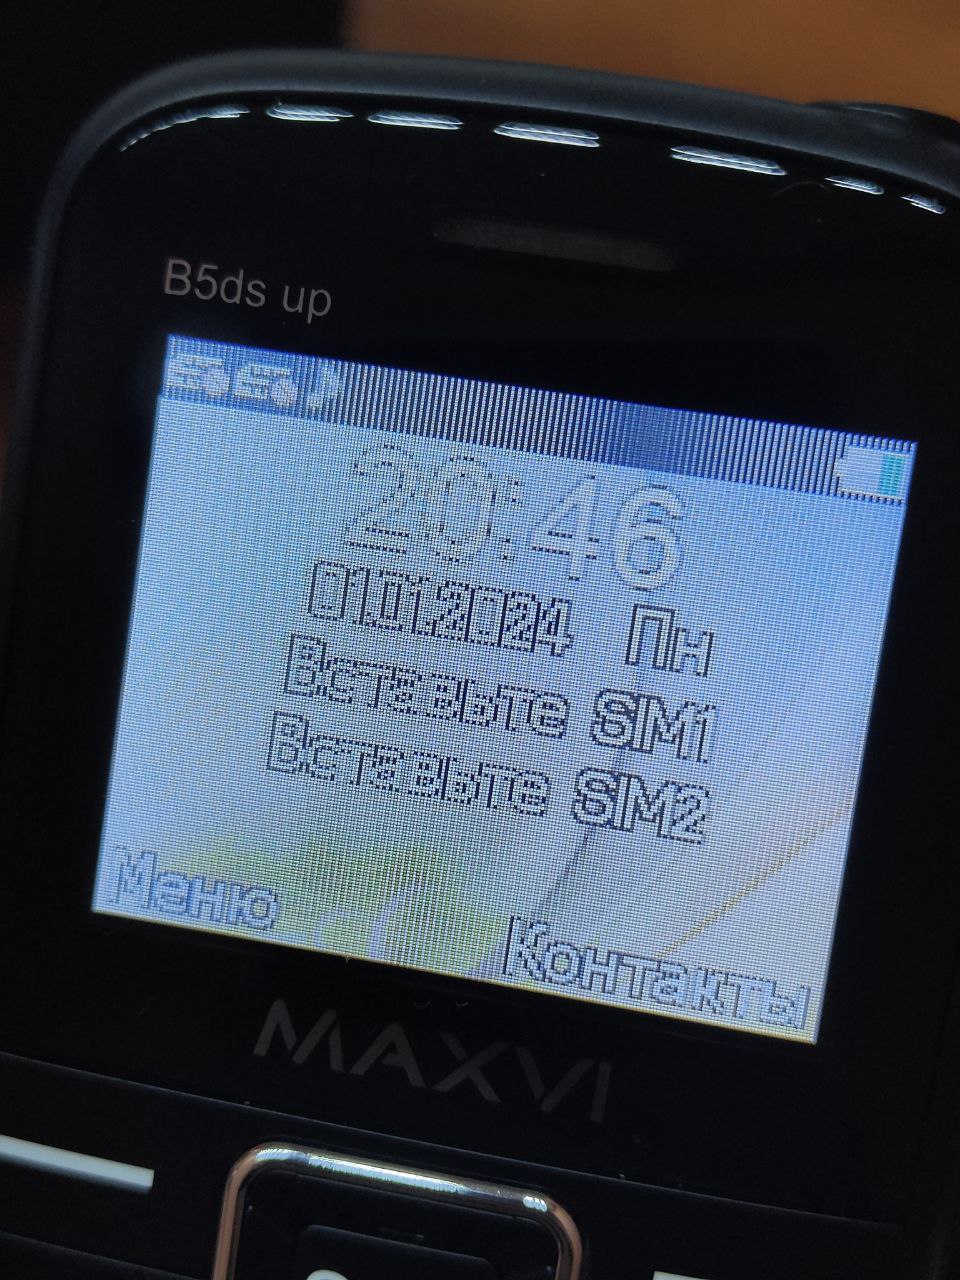 B5ds up
20:46
01.01.2024 Пн
Вставьте SIM1
Вставьте SIM2
Меню
Контакты
MAXVI